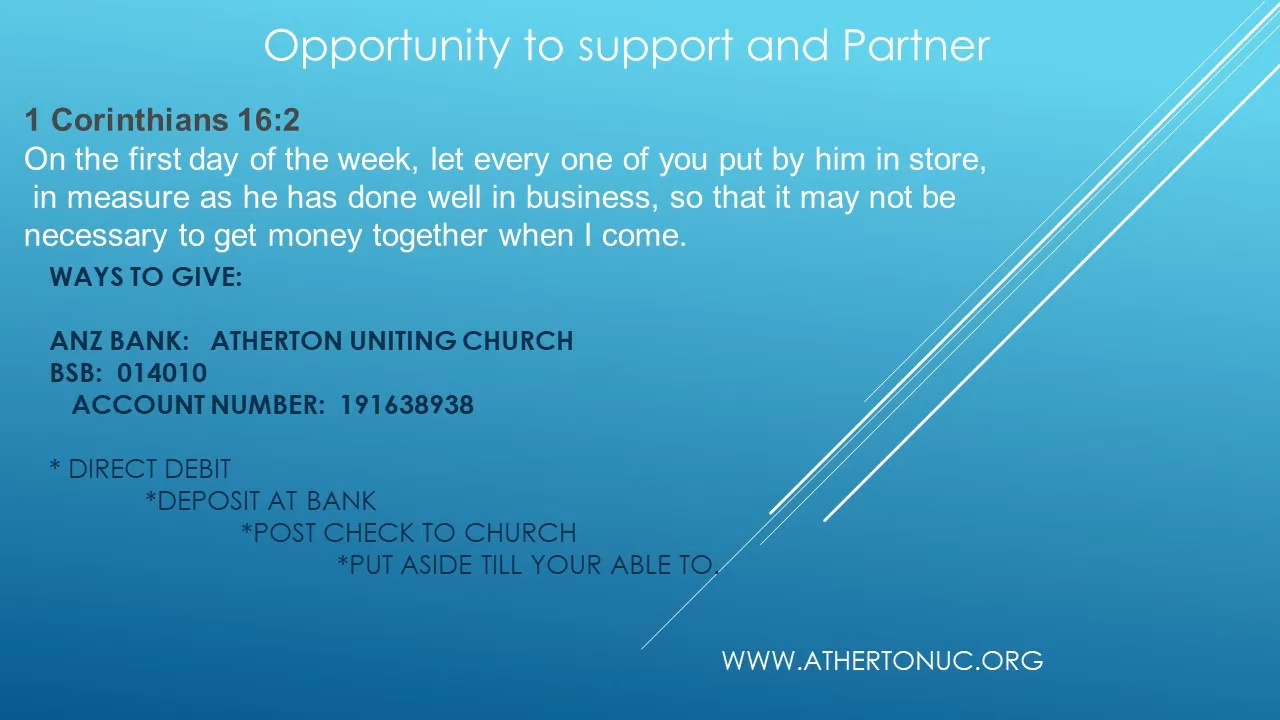 Opportunity to support and Partner
1 Corinthians 16:2
On the first day of the week, let every one of you put by him in store,
in measure as he has done well in business, so that it may not be
necessary to get money together when I come.
WAYS TO GIVE:
ANZ BANK: ATHERTON UNITING CHURCH
BSB: 014010
ACCOUNT NUMBER: 191638938
* DIRECT DEBIT
*DEPOSIT AT BANK
*POST CHECK TO CHURCH
*PUT ASIDE TILL YOUR ABLE TO.
WWW.ATHERTONUC.ORG